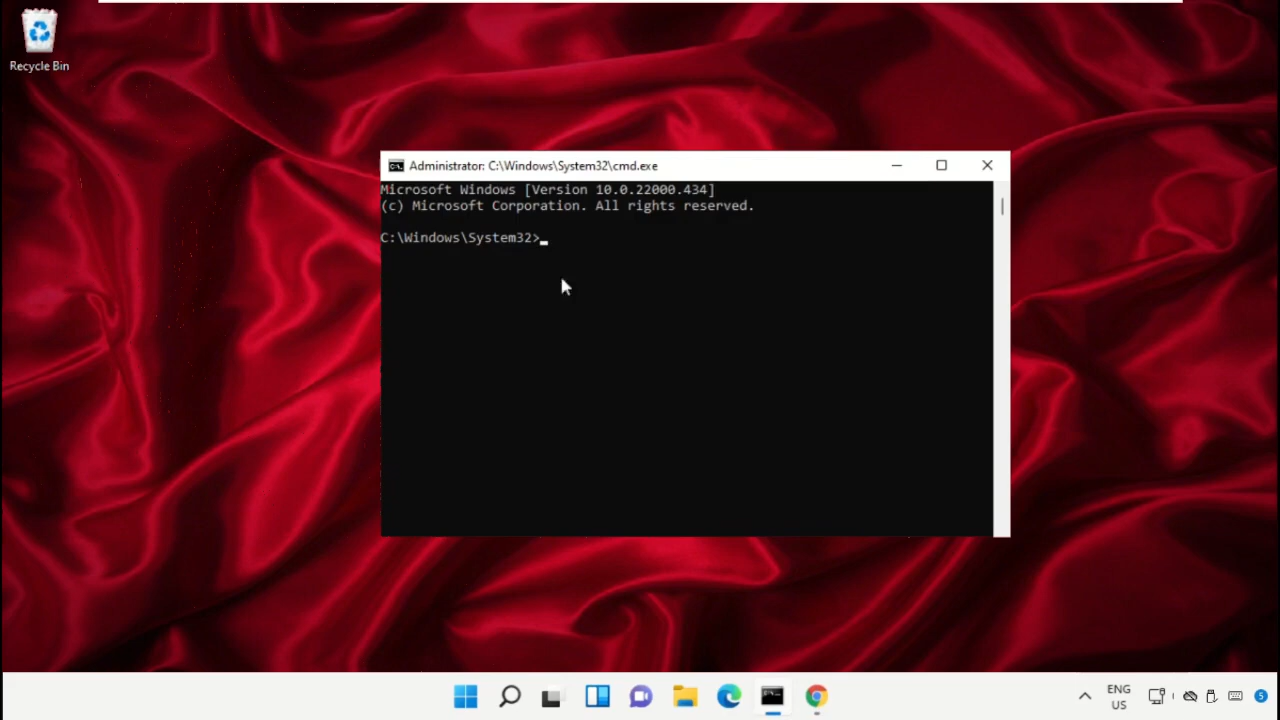 Recycle Bin
Administrator: C:\Windows\System32\cmd.exe
Microsoft Windows [Version 10.0.22000.434]
(c) Microsoft Corporation. All rights reserved.
C:\Windows\System32>
ENG
US
5